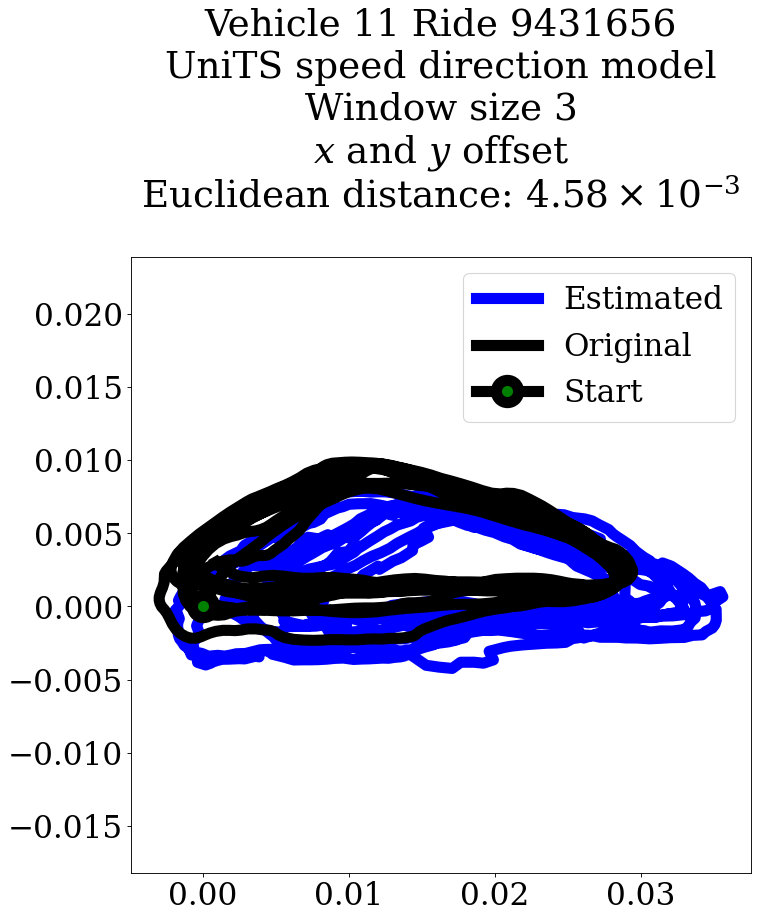 Vehicle 11 Ride 9431656
UniTS speed direction model
Window size 3
x and y offset
Euclidean distance: 4.58 × 10⁻³
Estimated
Original
Start
0.020
0.015
0.010
0.005
0.000
−0.005
−0.010
−0.015
0.00 0.01 0.02 0.03